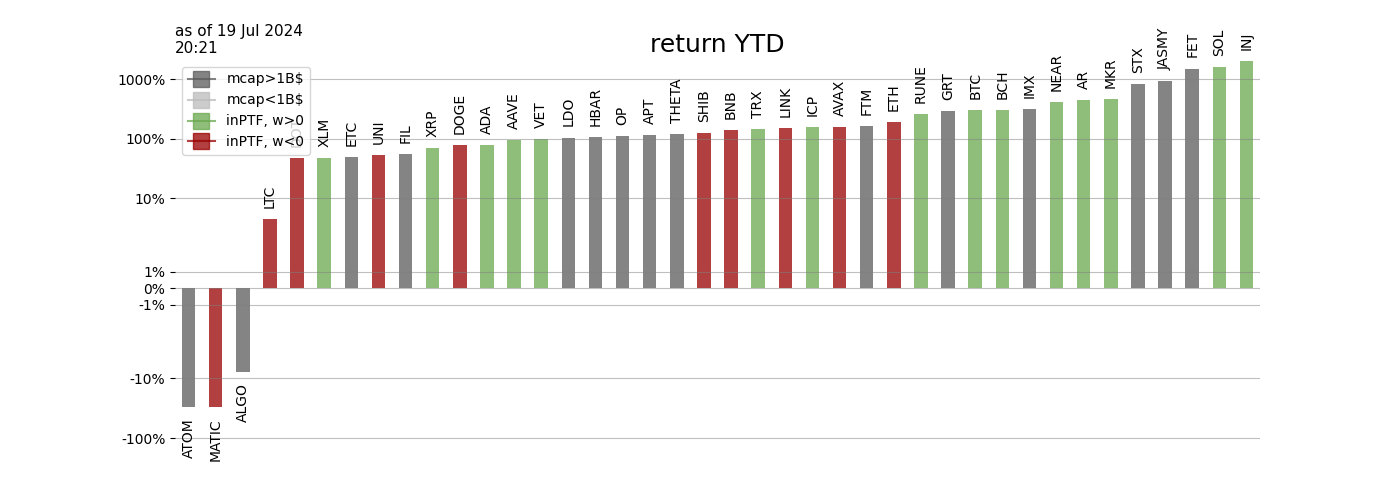 as of 19 Jul 2024
20:21
return YTD
mcap>1B$
mcap<1B$
inPTF, w>0
inPTF, w<0
1000%
100%
10%
1%
0%
-1%
-10%
-100%
ATOM
MATIC
ALGO
LTC
XLM
ETC
UNI
FIL
XRP
DOGE
ADA
AAVE
VET
LDO
HBAR
OP
APT
THETA
SHIB
BNB
TRX
LINK
ICP
AVAX
FTM
ETH
RUNE
GRT
BTC
BCH
IMX
NEAR
AR
MKR
STX
JASMY
FET
SOL
INJ